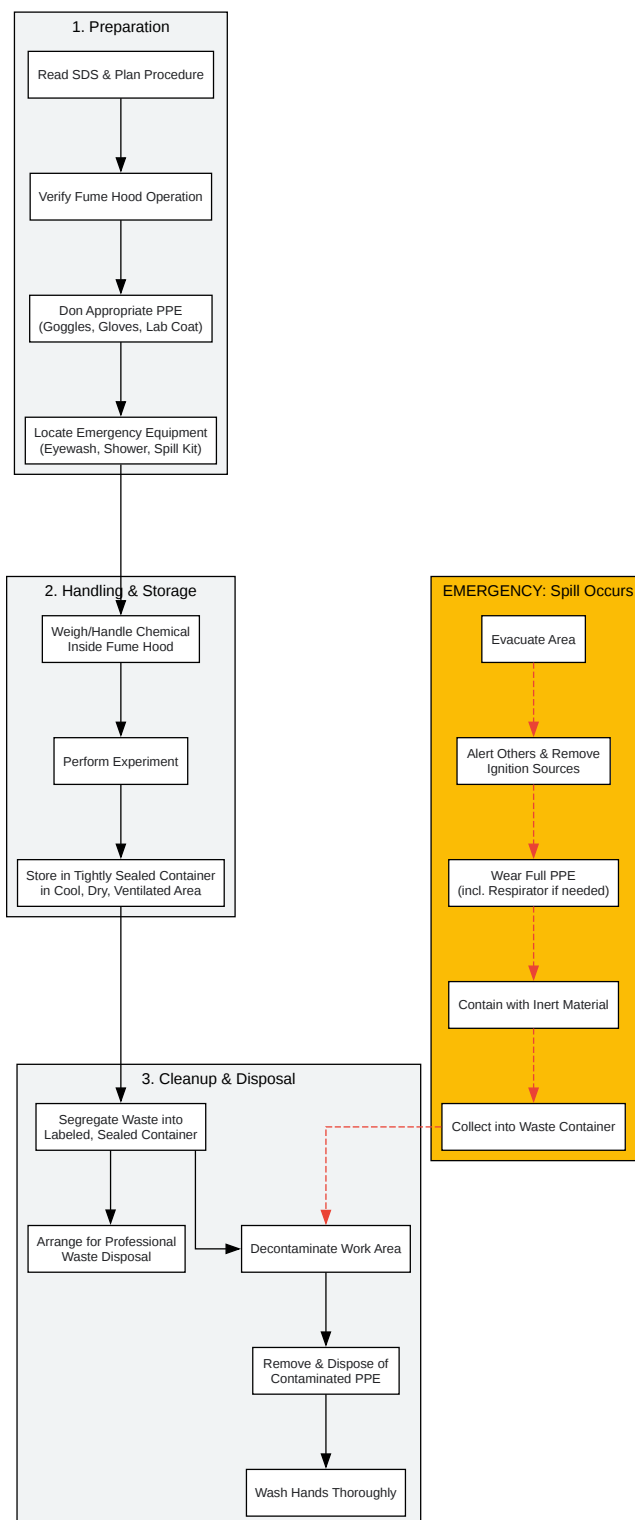 1. Preparation
Read SDS & Plan Procedure
Verify Fume Hood Operation
Don Appropriate PPE
(Goggles, Gloves, Lab Coat)
Locate Emergency Equipment
(Eyewash, Shower, Spill Kit)
2. Handling & Storage
Weigh/Handle Chemical
Inside Fume Hood
Perform Experiment
Store in Tightly Sealed Container
in Cool, Dry, Ventilated Area
EMERGENCY: Spill Occurs
Evacuate Area
Alert Others & Remove
Ignition Sources
Wear Full PPE
(incl. Respirator if needed)
Contain with Inert Material
Collect into Waste Container
3. Cleanup & Disposal
Segregate Waste into
Labeled, Sealed Container
Arrange for Professional
Waste Disposal
Decontaminate Work Area
Remove & Dispose of
Contaminated PPE
Wash Hands Thoroughly